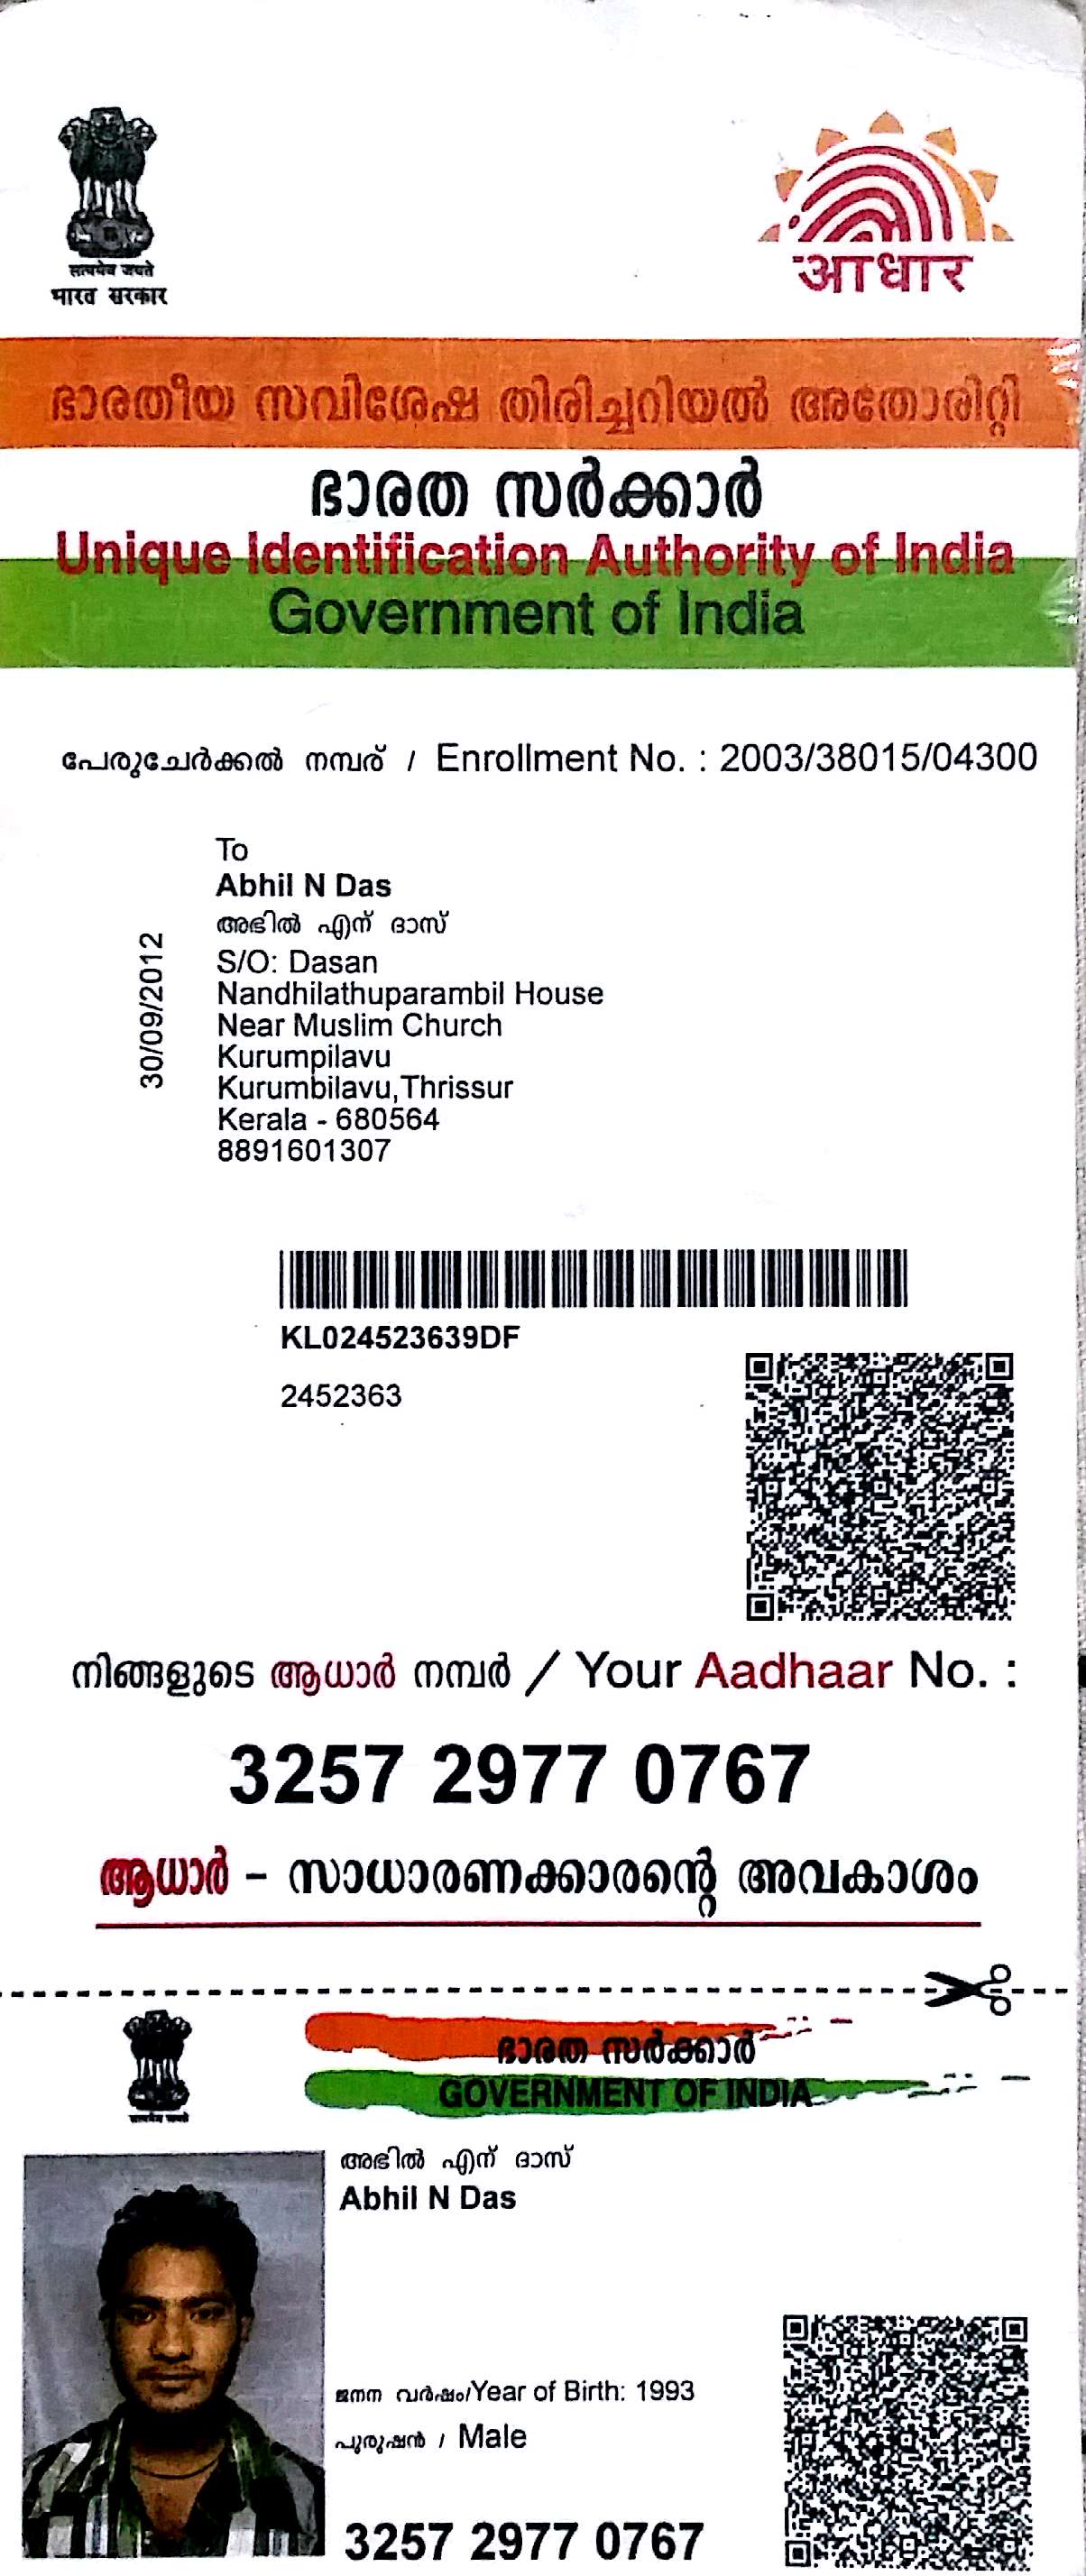 सत्यमेव जयते
भारत सरकार
आधार
ഭാരതീയ സവിശേഷ തിരിച്ചറിയൽ അതോരിറ്റി
ഭാരത സർക്കാർ
Unique Identification Authority of India
Government of India
പേരുചേർക്കൽ നമ്പര് / Enrollment No. : 2003/38015/04300
To
Abhil N Das
അഭിൽ എന് ദാസ്
S/O: Dasan
Nandhilathuparambil House
Near Muslim Church
Kurumpilavu
Kurumbilavu,Thrissur
Kerala - 680564
8891601307
30/09/2012
KL024523639DF
2452363
നിങ്ങളുടെ ആധാർ നമ്പർ / Your Aadhaar No. :
3257 2977 0767
ആധാർ – സാധാരണക്കാരന്റെ അവകാശം
ഭാരത സർക്കാർ
GOVERNMENT OF INDIA
सत्यमेव जयते
അഭിൽ എന് ദാസ്
Abhil N Das
ജനന വർഷം/Year of Birth: 1993
പുരുഷൻ / Male
3257 2977 0767